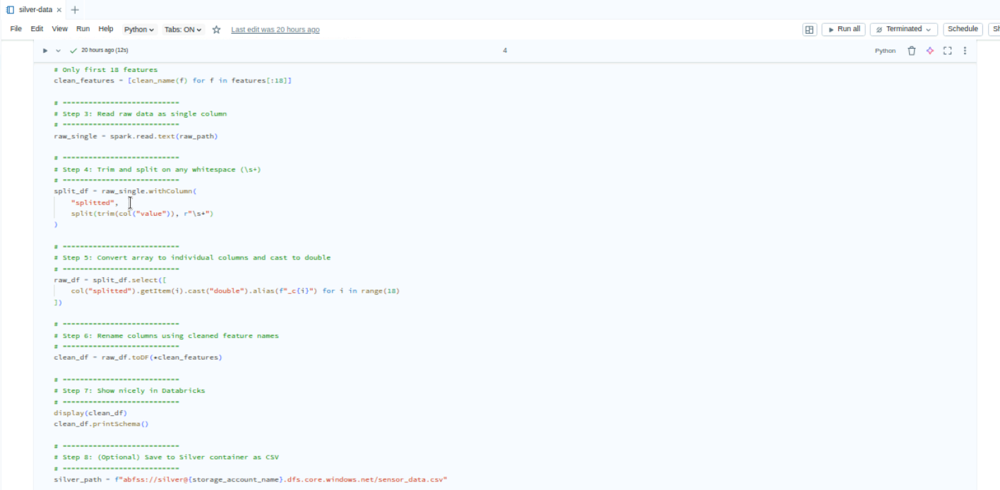 silver-data × +
File Edit View Run Help Python Tabs: ON Last edit was 20 hours ago Run all Terminated Schedule Sh
20 hours ago (12s) 4 Python
# Only first 18 features
clean_features = [clean_name(f) for f in features[:18]]
# ---------------------------
# Step 3: Read raw data as single column
# ---------------------------
raw_single = spark.read.text(raw_path)
# ---------------------------
# Step 4: Trim and split on any whitespace (\s+)
# ---------------------------
split_df = raw_single.withColumn(
"splitted",
split(trim(col("value")), r"\s+")
)
# ---------------------------
# Step 5: Convert array to individual columns and cast to double
# ---------------------------
raw_df = split_df.select([
col("splitted").getItem(i).cast("double").alias(f"_c{i}") for i in range(18)
])
# ---------------------------
# Step 6: Rename columns using cleaned feature names
# ---------------------------
clean_df = raw_df.toDF(*clean_features)
# ---------------------------
# Step 7: Show nicely in Databricks
# ---------------------------
display(clean_df)
clean_df.printSchema()
# ---------------------------
# Step 8: (Optional) Save to Silver container as CSV
# ---------------------------
silver_path = f"abfss://silver@{storage_account_name}.dfs.core.windows.net/sensor_data.csv"